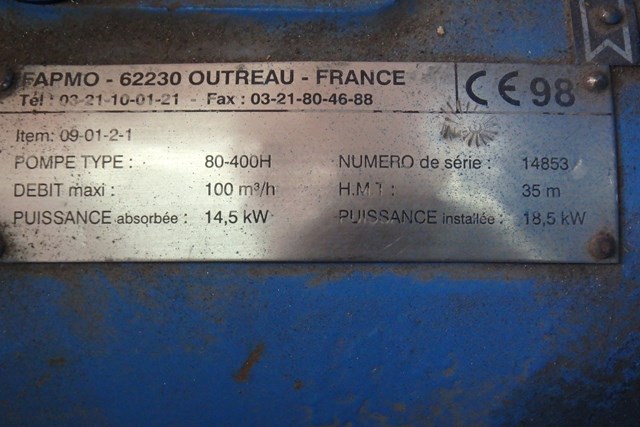 FAPMO - 62230 OUTREAU - FRANCE
Tél : 03-21-10-01-21 - Fax : 03-21-80-46-88
CE 98
Item: 09-01-2-1
POMPE TYPE : 80-400H NUMERO de série : 14853
DEBIT maxi : 100 m³/h H.M.T : 35 m
PUISSANCE absorbée : 14,5 kW PUISSANCE installée : 18,5 kW